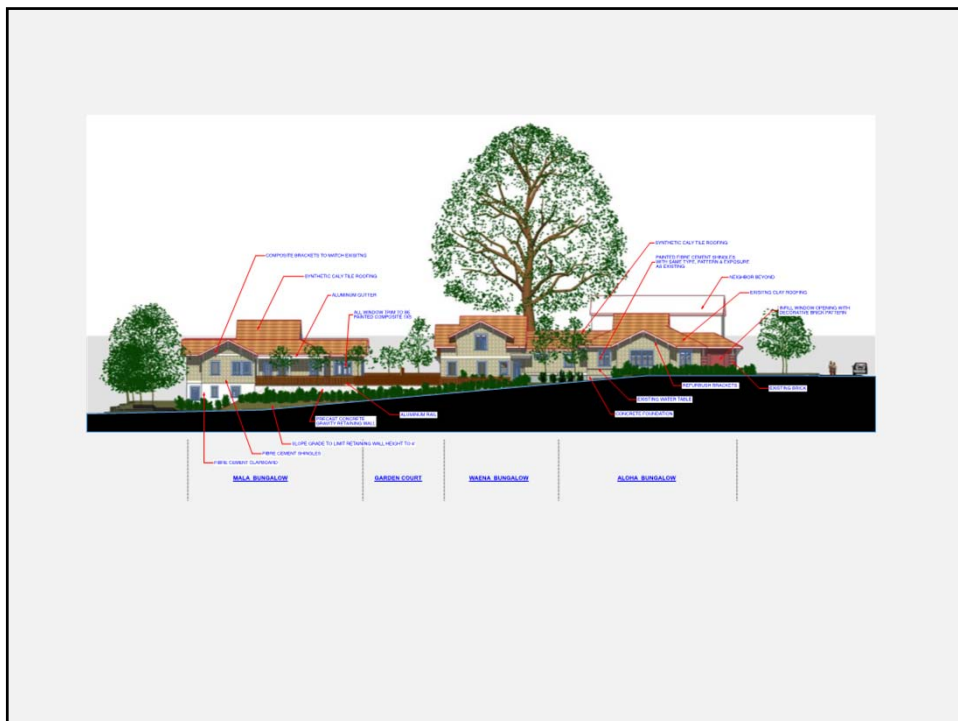 SYNTHETIC CALY TILE ROOFING
PAINTED FIBRE CEMENT SHINGLES
WITH SAME TYPE, PATTERN & EXPOSURE
AS EXISTING
COMPOSITE BRACKETS TO MATCH EXISITNG
NEIGHBOR BEYOND
SYNTHETIC CALY TILE ROOFING
EXISITNG CLAY ROOFING
ALUMINUM GUTTER
INFILL WINDOW OPENING WITH
DECORATIVE BRICK PATTERN
ALL WINDOW TRIM TO BE
PAINTED COMPOSITE
REFURBUSH BRACKETS
EXISTING BRICK
EXISTING WATER TABLE
ALUMINUM RAIL
CONCRETE FOUNDATION
PRECAST CONCRETE
GRAVITY RETAINING WALL
SLOPE GRADE TO LIMIT RETAINING WALL HEIGHT TO
FIBRE CEMENT SHINGLES
FIBRE CEMENT CLAPBOARD
MALA BUNGALOW
GARDEN COURT
WAENA BUNGALOW
ALOHA BUNGALOW